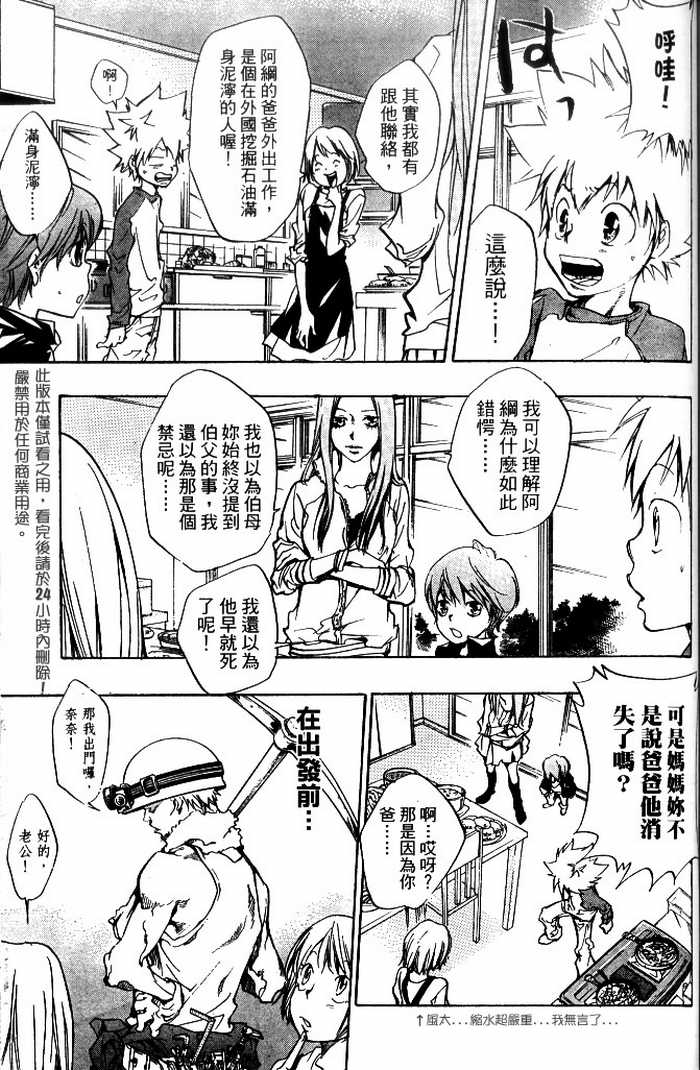 呼哇！
は
っ
這麼說⋯！
其實我都有
跟他聯絡，
阿綱的爸爸外出工作，
是個在外國挖掘石油滿
身泥濘的人喔！
啊！
滿身泥濘⋯⋯
我可以理解阿
綱為什麼如此
錯愕⋯⋯
我也以為伯母
妳始終沒提到
伯父的事，我
還以為那是個
禁忌呢⋯⋯
我還以為
他早就死
了呢！
可是媽媽妳不
是說爸爸他消
失了嗎？
啊⋯哎呀？
那是因為你
爸⋯⋯
↑風太...縮水超嚴重...我無言了...
在出發前⋯
那我出門囉，
奈奈！
好的，
老公！
此版本僅試看之用，看完後請於24小時內刪除！
嚴禁用於任何商業用途。